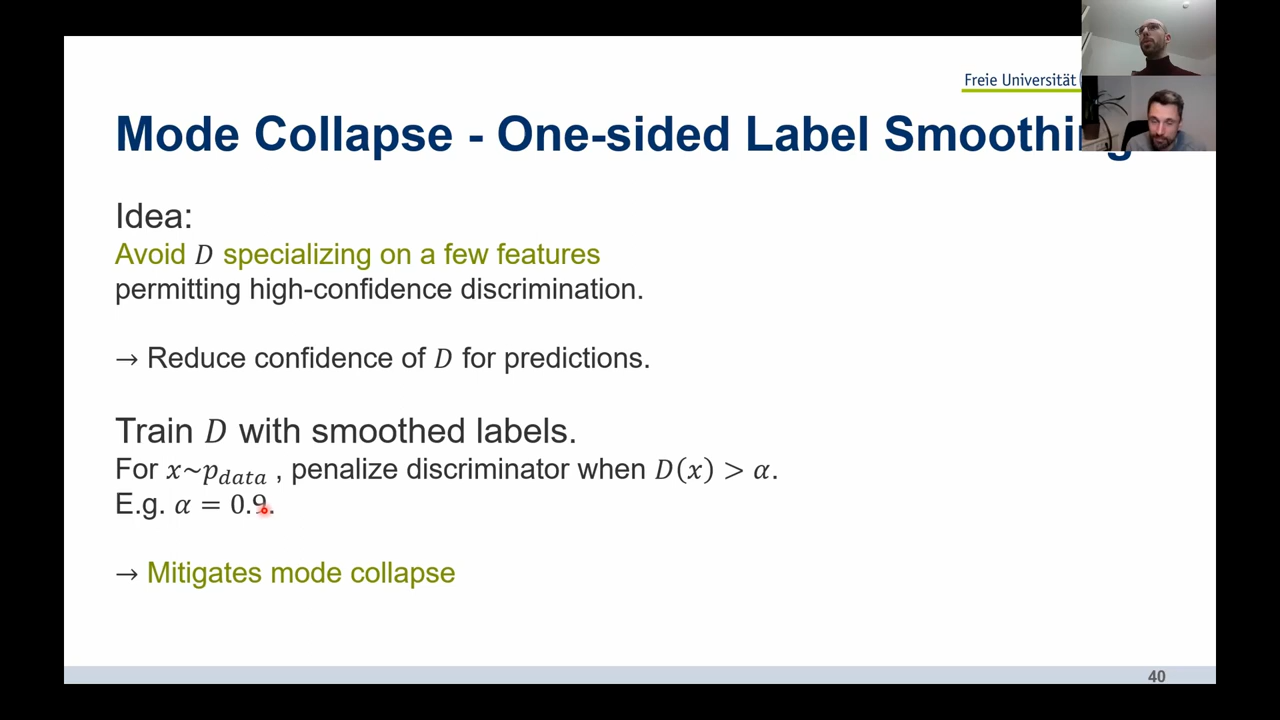 Freie Universität
Mode Collapse - One-sided Label Smoothing
Idea:
Avoid D specializing on a few features
permitting high-confidence discrimination.
→ Reduce confidence of D for predictions.
Train D with smoothed labels.
For x~p_data , penalize discriminator when D(x) > α.
E.g. α = 0.9.
→ Mitigates mode collapse
40